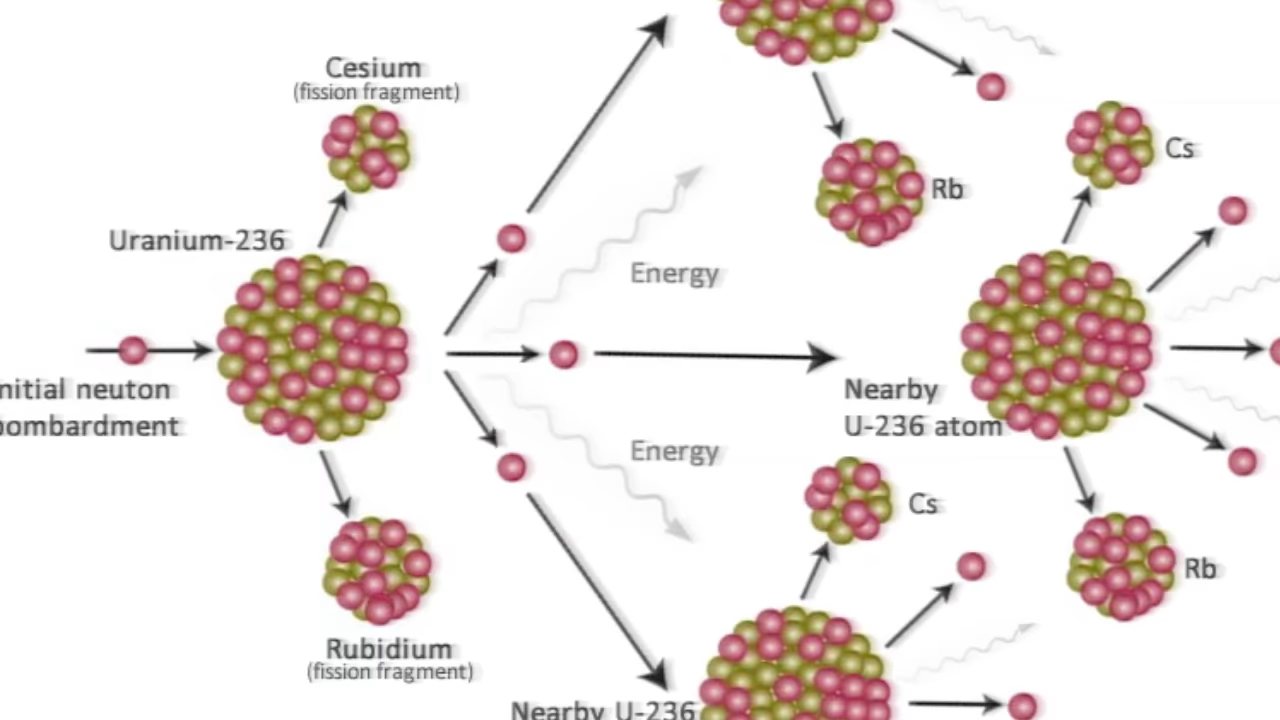 Cesium
(fission fragment)
Cs
Rb
Uranium-236
Energy
nitial neuton
bombardment
Nearby
U-236 atom
Energy
Cs
Rb
Rubidium
(fission fragment)
Nearby U-236